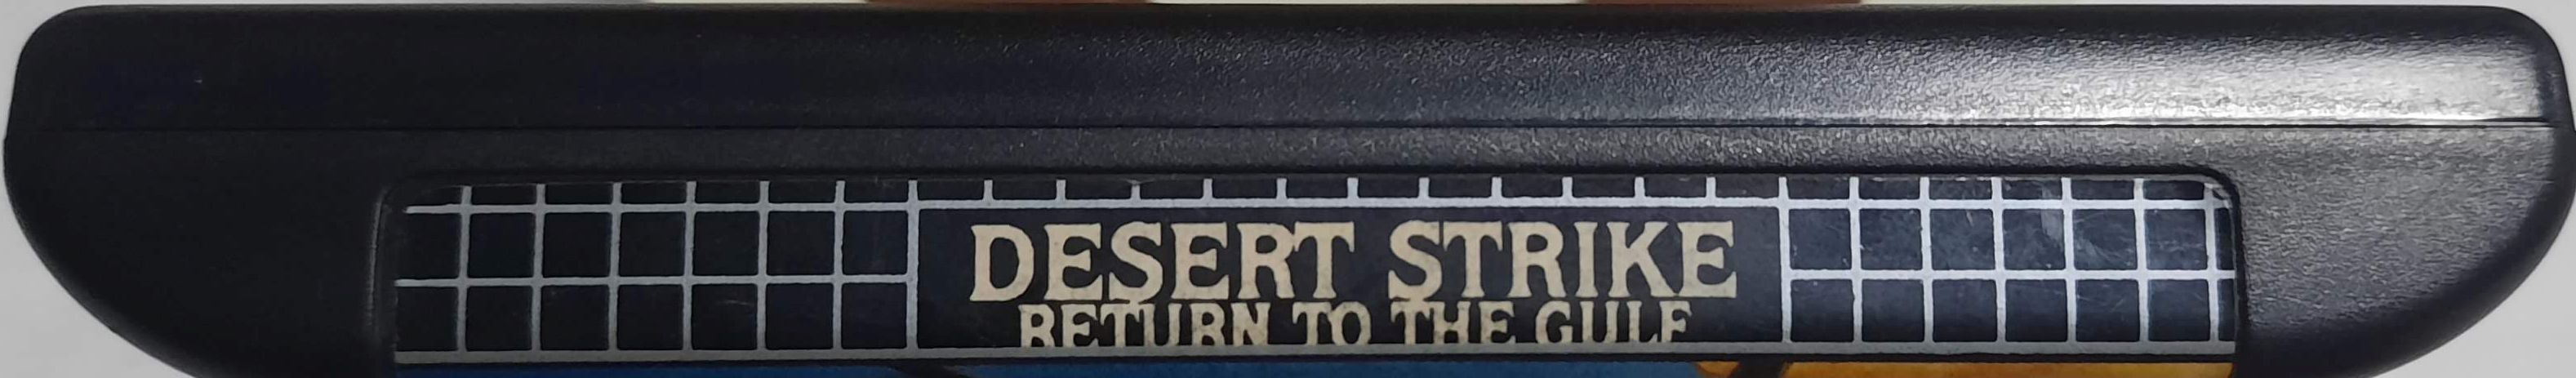 DESERT STRIKE
RETURN TO THE GULF